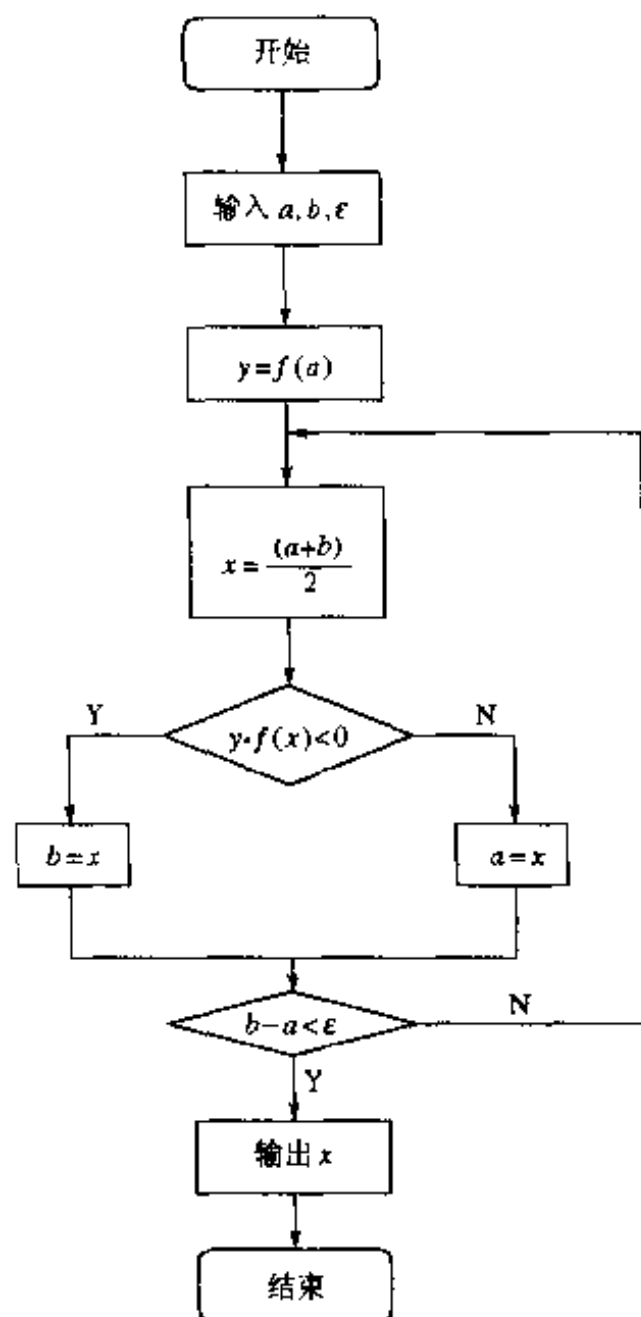 开始
输入 a, b, ε
y=f(a)
x = (a+b)/2
Y
y·f(x)<0
N
b=x
a=x
b-a<ε
N
Y
输出 x
结束